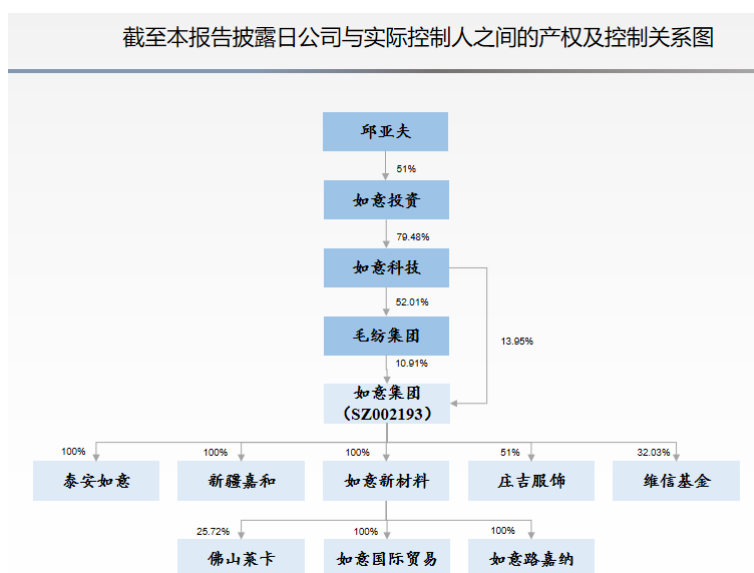 截至本报告披露日公司与实际控制人之间的产权及控制关系图
邱亚夫
51%
如意投资
79.48%
如意科技
52.01%
毛纺集团
13.95%
10.91%
如意集团
（SZ002193）
100%
100%
100%
51%
32.03%
泰安如意
新疆嘉和
如意新材料
庄吉服饰
维信基金
25.72%
100%
100%
佛山莱卡
如意国际贸易
如意路嘉纳